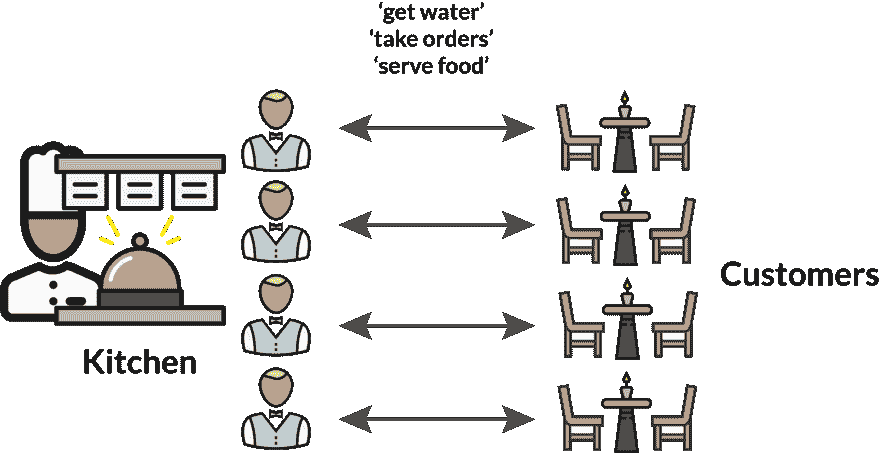 ‘get water’
‘take orders’
‘serve food’
Kitchen
Customers